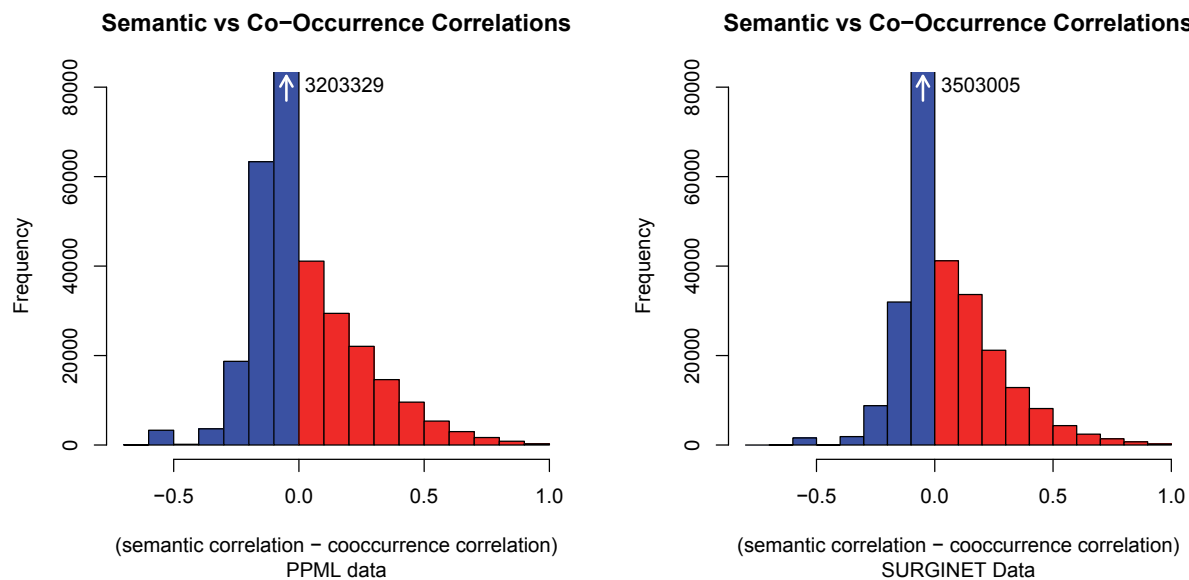 Semantic vs Co−Occurrence Correlations
3203329
Frequency
0
20000
40000
60000
80000
−0.5
0.0
0.5
1.0
(semantic correlation − cooccurrence correlation)
PPML data
Semantic vs Co−Occurrence Correlations
3503005
Frequency
0
20000
40000
60000
80000
−0.5
0.0
0.5
1.0
(semantic correlation − cooccurrence correlation)
SURGINET Data